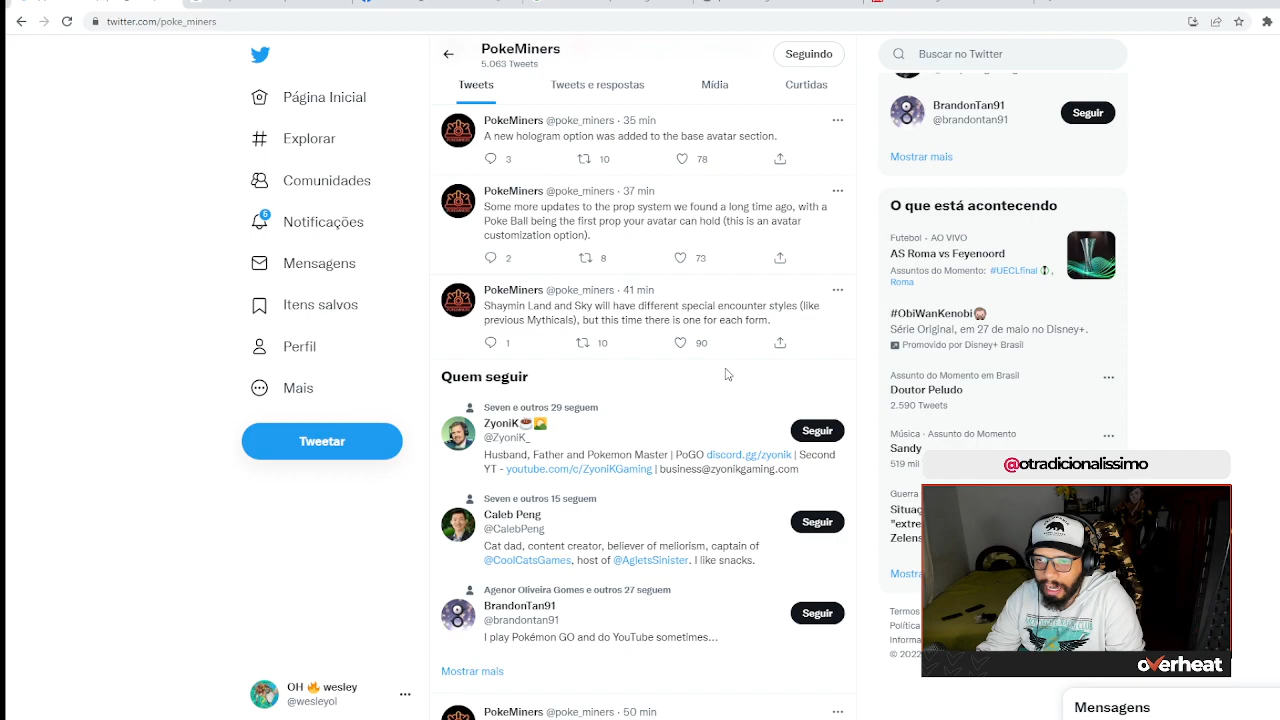 twitter.com/poke_miners
PokeMiners
5.063 Tweets
Seguindo
Buscar no Twitter
Tweets
Tweets e respostas
Mídia
Curtidas
Página Inicial
Explorar
Comunidades
6
Notificações
Mensagens
Itens salvos
Perfil
Mais
Tweetar
OH 🔥 wesley
@wesleyol
PokeMiners @poke_miners · 35 min
A new hologram option was added to the base avatar section.
3 10 78
PokeMiners @poke_miners · 37 min
Some more updates to the prop system we found a long time ago, with a
Poke Ball being the first prop your avatar can hold (this is an avatar
customization option).
2 8 73
PokeMiners @poke_miners · 41 min
Shaymin Land and Sky will have different special encounter styles (like
previous Mythicals), but this time there is one for each form.
1 10 90
Quem seguir
Seven e outros 29 seguem
ZyoniK☕🌄
@ZyoniK_
Seguir
Husband, Father and Pokemon Master | PoGO discord.gg/zyonik | Second
YT - youtube.com/c/ZyoniKGaming | business@zyonikgaming.com
Seven e outros 15 seguem
Caleb Peng
@CalebPeng
Seguir
Cat dad, content creator, believer of meliorism, captain of
@CoolCatsGames, host of @AgletsSinister. I like snacks.
Agenor Oliveira Gomes e outros 27 seguem
BrandonTan91
@brandontan91
Seguir
I play Pokémon GO and do YouTube sometimes...
Mostrar mais
PokeMiners @poke_miners · 50 min
BrandonTan91
@brandontan91
Seguir
Mostrar mais
O que está acontecendo
Futebol · AO VIVO
AS Roma vs Feyenoord
Assuntos do Momento: #UECLfinal,
Roma
#ObiWanKenobi
Série Original, em 27 de maio no Disney+.
Promovido por Disney+ Brasil
Assunto do Momento em Brasil
Doutor Peludo
2.590 Tweets
Música · Assunto do Momento
Sandy
519 mil
Guerra
Situaç
"extre
Zelens
Mostra
Termos
Política
Informa
© 2022
@otradicionalissimo
overheat
Mensagens